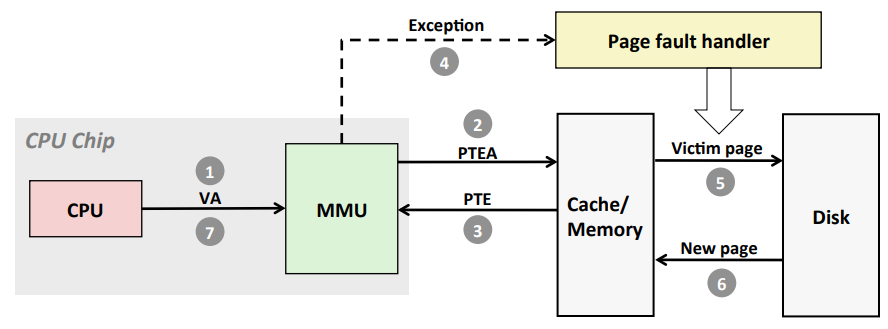 Exception
4
Page fault handler
CPU Chip
2
PTEA
Victim page
5
1
VA
7
CPU
MMU
PTE
3
Cache/
Memory
Disk
New page
6